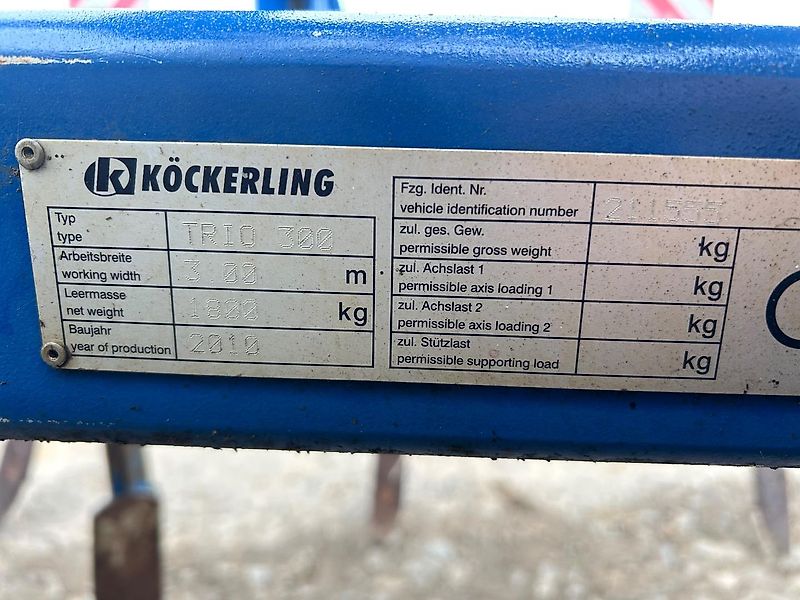 KÖCKERLING
Typ
type TRIO 300
Arbeitsbreite
working width 3.00 m
Leermasse
net weight 1800 kg
Baujahr
year of production 2010
Fzg. Ident. Nr.
vehicle identification number 211555
zul. ges. Gew.
permissible gross weight kg
zul. Achslast 1
permissible axis loading 1 kg
zul. Achslast 2
permissible axis loading 2 kg
zul. Stützlast
permissible supporting load kg